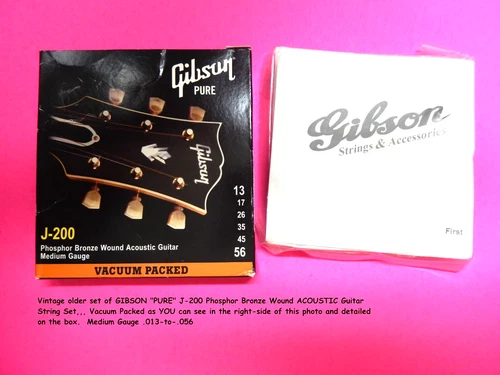 Gibson
PURE
Gibson
13
17
26
35
45
56
J-200
Phosphor Bronze Wound Acoustic Guitar
Medium Gauge
VACUUM PACKED
Gibson
Strings & Accessories
First
Vintage older set of GIBSON "PURE" J-200 Phosphor Bronze Wound ACOUSTIC Guitar
String Set,,, Vacuum Packed as YOU can see in the right-side of this photo and detailed
on the box. Medium Gauge .013-to-.056